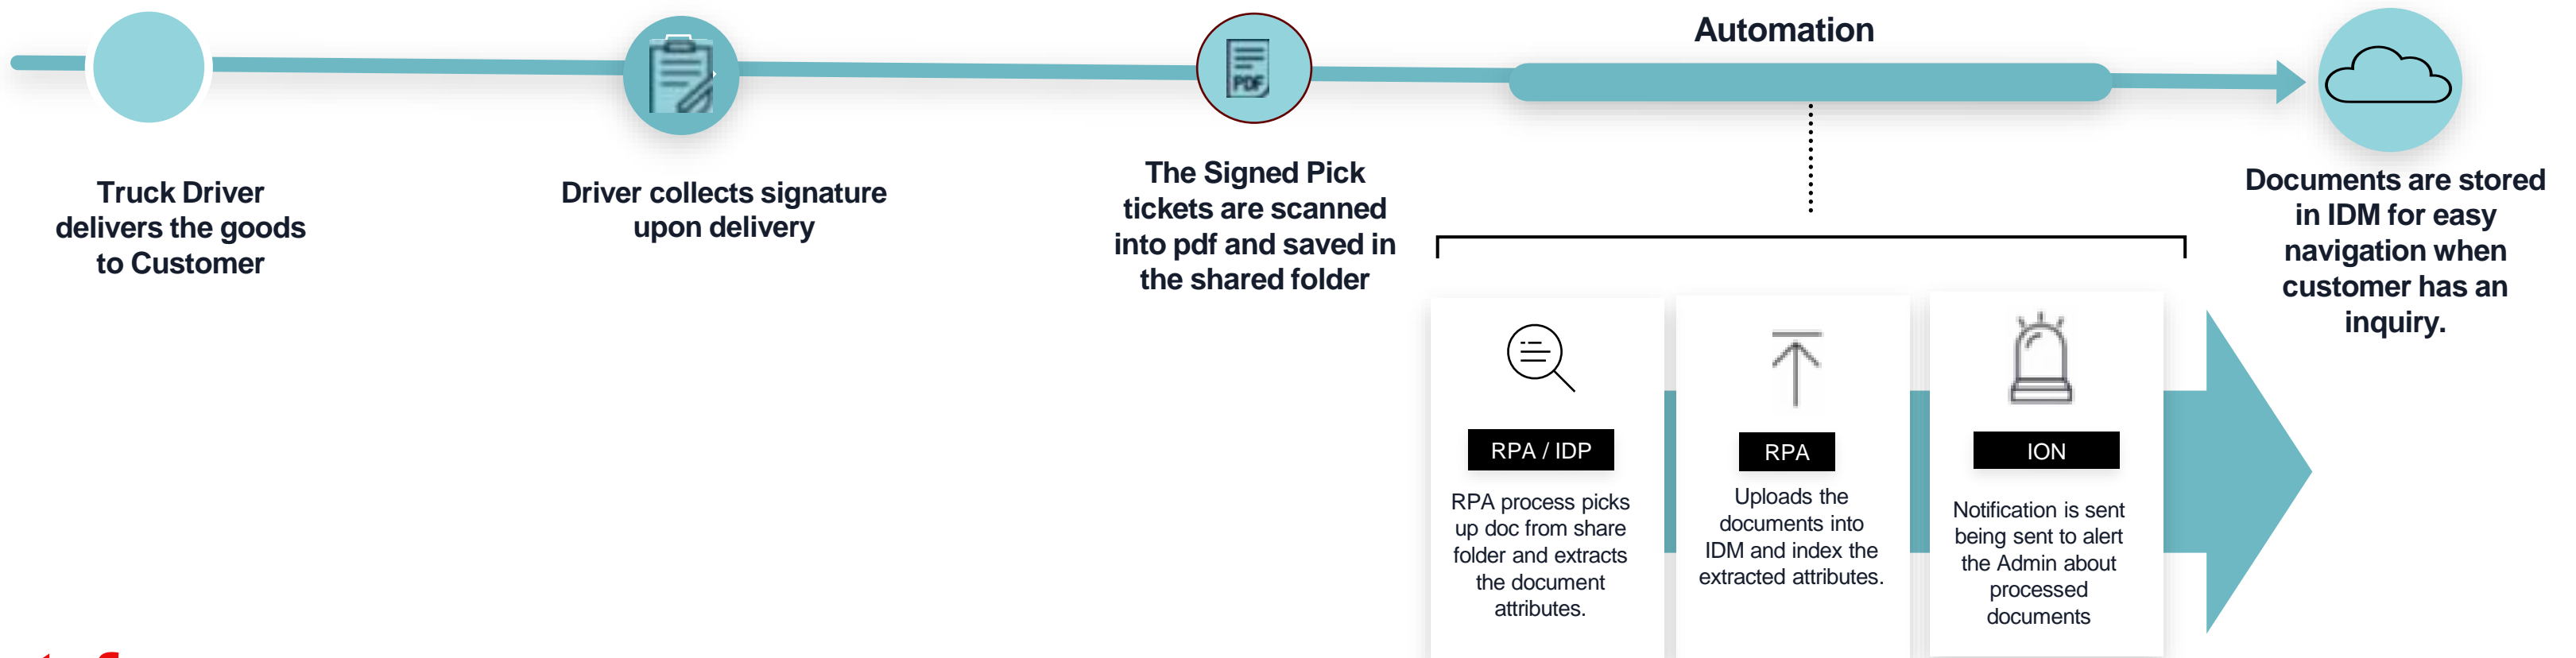 Automation
PDF
Truck Driver
delivers the goods
to Customer
Driver collects signature
upon delivery
The Signed Pick
tickets are scanned
into pdf and saved in
the shared folder
Documents are stored
in IDM for easy
navigation when
customer has an
inquiry.
RPA / IDP
RPA process picks
up doc from share
folder and extracts
the document
attributes.
RPA
Uploads the
documents into
IDM and index the
extracted attributes.
ION
Notification is sent
being sent to alert
the Admin about
processed
documents